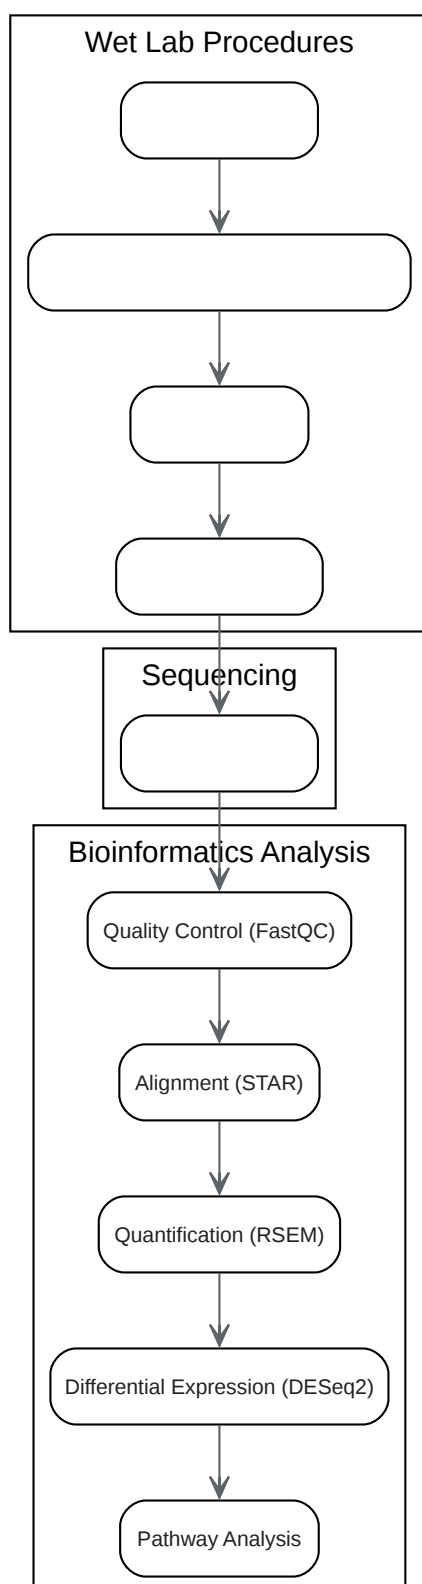 Wet Lab Procedures
Sequencing
Bioinformatics Analysis
Quality Control (FastQC)
Alignment (STAR)
Quantification (RSEM)
Differential Expression (DESeq2)
Pathway Analysis